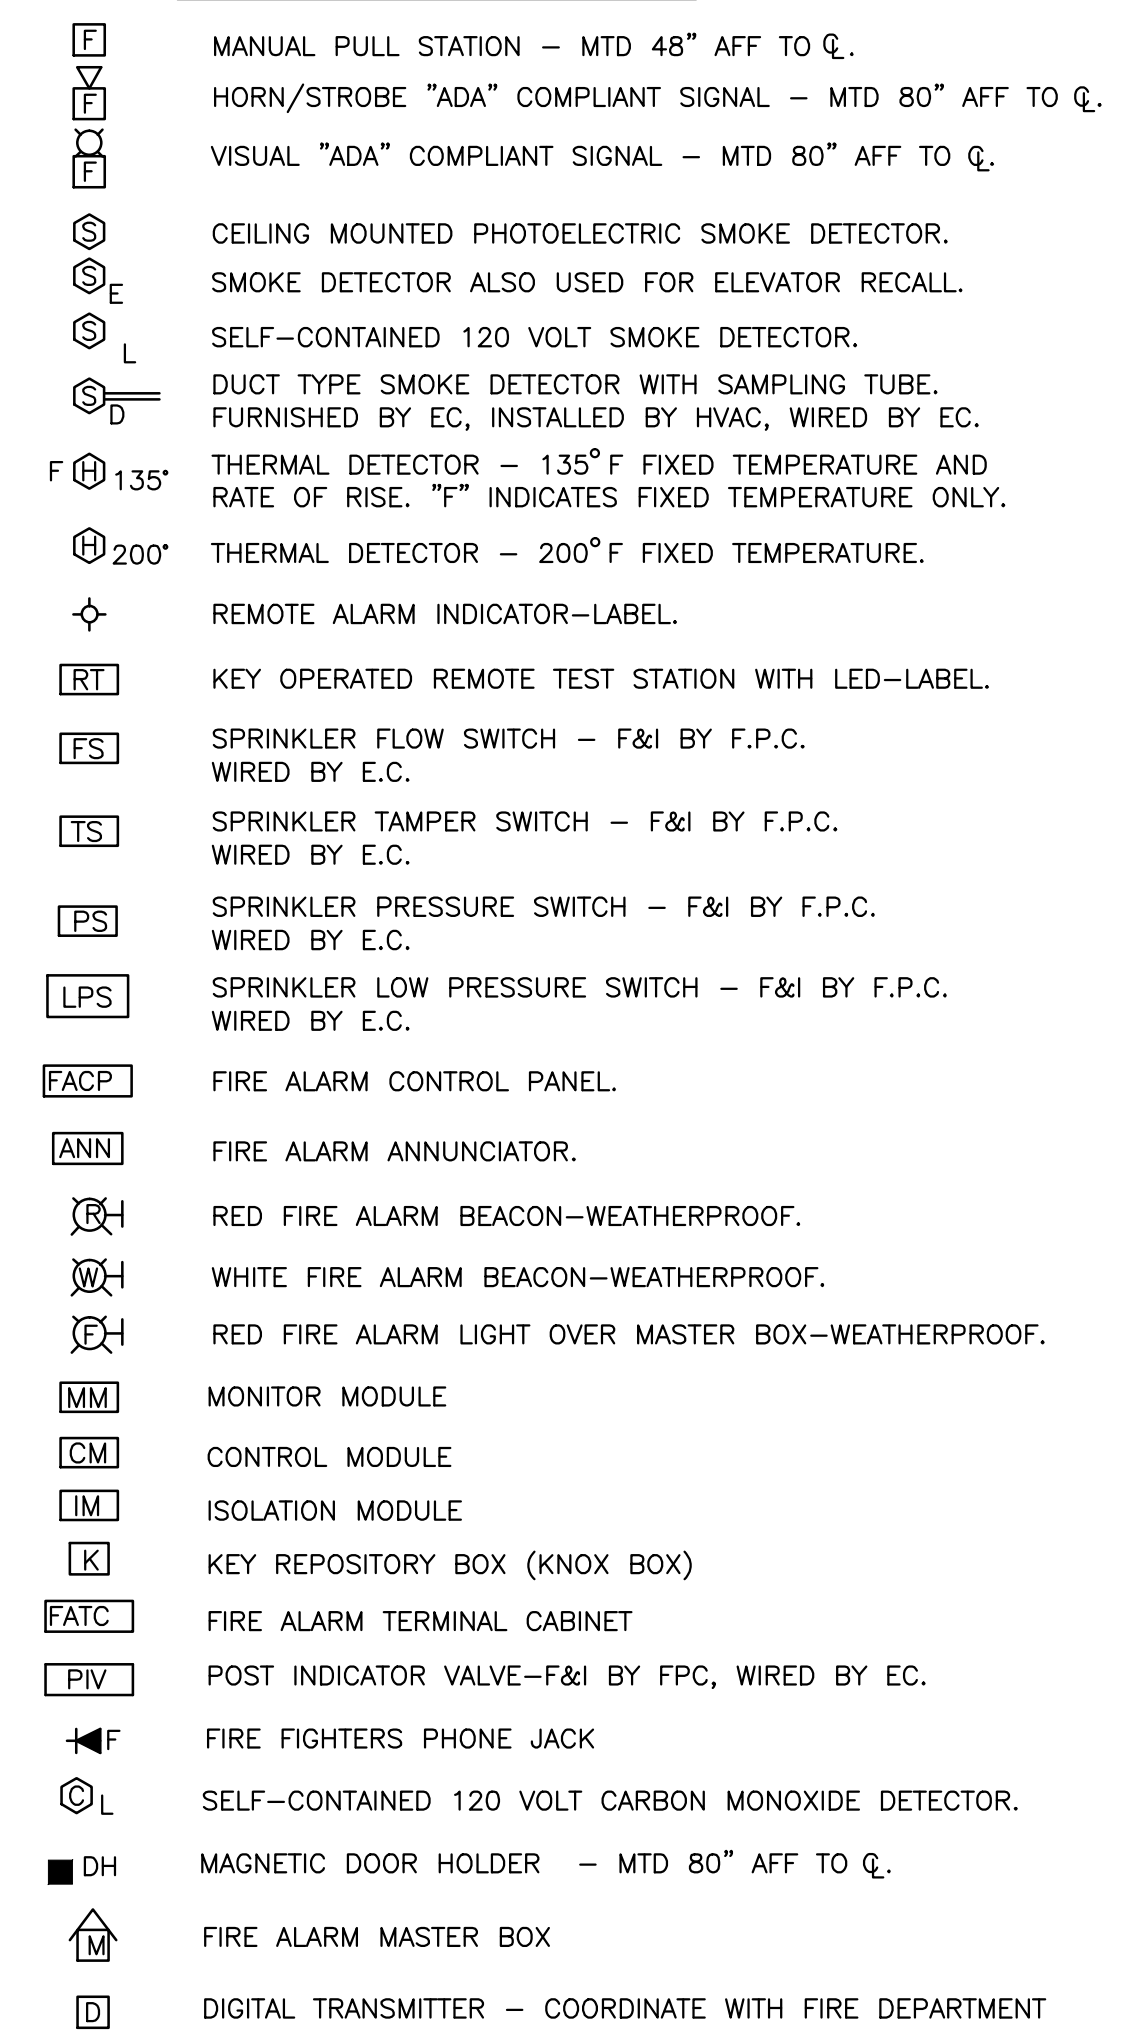 F MANUAL PULL STATION – MTD 48" AFF TO ℄.
F HORN/STROBE "ADA" COMPLIANT SIGNAL – MTD 80" AFF TO ℄.
F VISUAL "ADA" COMPLIANT SIGNAL – MTD 80" AFF TO ℄.
S CEILING MOUNTED PHOTOELECTRIC SMOKE DETECTOR.
S E SMOKE DETECTOR ALSO USED FOR ELEVATOR RECALL.
S L SELF–CONTAINED 120 VOLT SMOKE DETECTOR.
S D DUCT TYPE SMOKE DETECTOR WITH SAMPLING TUBE.
FURNISHED BY EC, INSTALLED BY HVAC, WIRED BY EC.
F H 135° THERMAL DETECTOR – 135°F FIXED TEMPERATURE AND
RATE OF RISE. "F" INDICATES FIXED TEMPERATURE ONLY.
H 200° THERMAL DETECTOR – 200°F FIXED TEMPERATURE.
REMOTE ALARM INDICATOR–LABEL.
RT KEY OPERATED REMOTE TEST STATION WITH LED–LABEL.
FS SPRINKLER FLOW SWITCH – F&I BY F.P.C.
WIRED BY E.C.
TS SPRINKLER TAMPER SWITCH – F&I BY F.P.C.
WIRED BY E.C.
PS SPRINKLER PRESSURE SWITCH – F&I BY F.P.C.
WIRED BY E.C.
LPS SPRINKLER LOW PRESSURE SWITCH – F&I BY F.P.C.
WIRED BY E.C.
FACP FIRE ALARM CONTROL PANEL.
ANN FIRE ALARM ANNUNCIATOR.
R RED FIRE ALARM BEACON–WEATHERPROOF.
W WHITE FIRE ALARM BEACON–WEATHERPROOF.
F RED FIRE ALARM LIGHT OVER MASTER BOX–WEATHERPROOF.
MM MONITOR MODULE
CM CONTROL MODULE
IM ISOLATION MODULE
K KEY REPOSITORY BOX (KNOX BOX)
FATC FIRE ALARM TERMINAL CABINET
PIV POST INDICATOR VALVE–F&I BY FPC, WIRED BY EC.
F FIRE FIGHTERS PHONE JACK
C L SELF–CONTAINED 120 VOLT CARBON MONOXIDE DETECTOR.
DH MAGNETIC DOOR HOLDER – MTD 80" AFF TO ℄.
M FIRE ALARM MASTER BOX
D DIGITAL TRANSMITTER – COORDINATE WITH FIRE DEPARTMENT